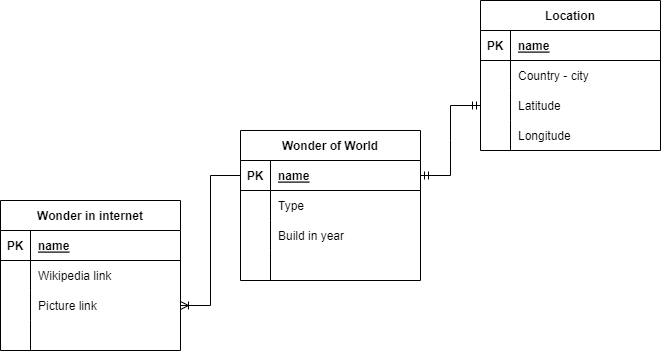 Location
PK name
Country - city
Latitude
Longitude
Wonder of World
PK name
Type
Build in year
Wonder in internet
PK name
Wikipedia link
Picture link